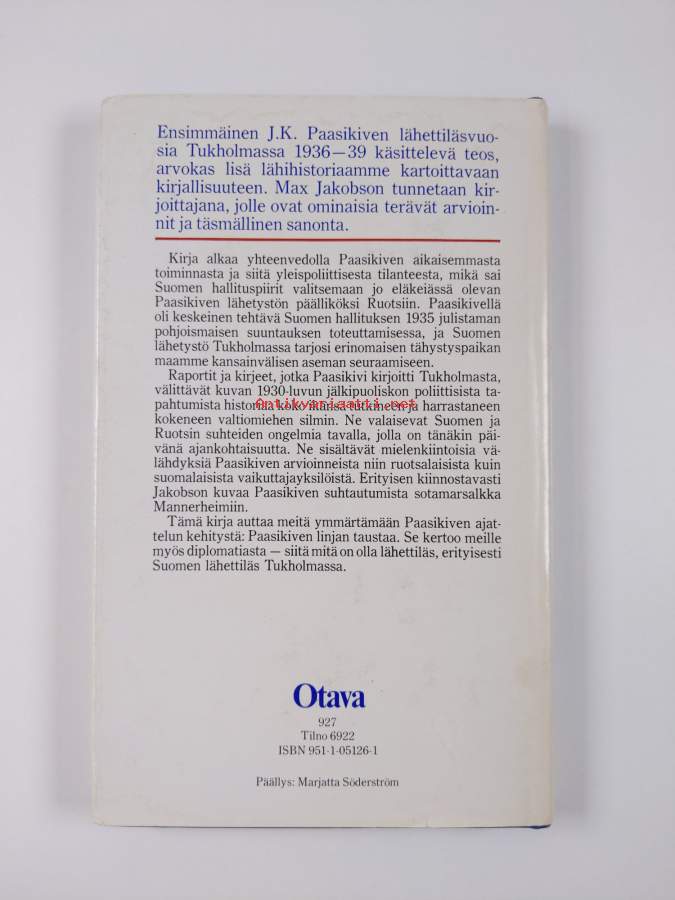 Ensimmäinen J.K. Paasikiven lähettiläsvuo-
sia Tukholmassa 1936—39 käsittelevä teos,
arvokas lisä lähihistoriaamme kartoittavaan
kirjallisuuteen. Max Jakobson tunnetaan kir-
joittajana, jolle ovat ominaisia terävät arvioin-
nit ja täsmällinen sanonta.
Kirja alkaa yhteenvedolla Paasikiven aikaisemmasta
toiminnasta ja siitä yleispoliittisesta tilanteesta, mikä sai
Suomen hallituspiirit valitsemaan jo eläkeiässä olevan
Paasikiven lähetystön päälliköksi Ruotsiin. Paasikivellä
oli keskeinen tehtävä Suomen hallituksen 1935 julistaman
pohjoismaisen suuntauksen toteuttamisessa, ja Suomen
lähetystö Tukholmassa tarjosi erinomaisen tähystyspaikan
maamme kansainvälisen aseman seuraamiseen.
Raportit ja kirjeet, jotka Paasikivi kirjoitti Tukholmasta,
välittävät kuvan 1930-luvun jälkipuoliskon poliittisista ta-
pahtumista historiaa koko ikänsä tutkineen ja harrastaneen
Antikvariaatti.net
kokeneen valtiomiehen silmin. Ne valaisevat Suomen ja
Ruotsin suhteiden ongelmia tavalla, jolla on tänäkin päi-
vänä ajankohtaisuutta. Ne sisältävät mielenkiintoisia vä-
lähdyksiä Paasikiven arvioinneista niin ruotsalaisista kuin
suomalaisista vaikuttajayksilöistä. Erityisen kiinnostavasti
Jakobson kuvaa Paasikiven suhtautumista sotamarsalkka
Mannerheimiin.
Tämä kirja auttaa meitä ymmärtämään Paasikiven ajat-
telun kehitystä: Paasikiven linjan taustaa. Se kertoo meille
myös diplomatiasta — siitä mitä on olla lähettiläs, erityisesti
Suomen lähettiläs Tukholmassa.
Otava
927
Tilno 6922
ISBN 951-1-05126-1
Päällys: Marjatta Söderström